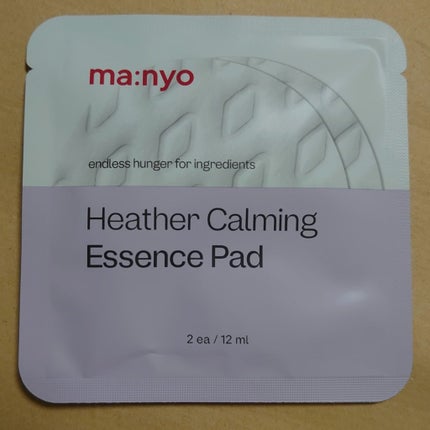 ma:nyo
endless hunger for ingredients
Heather Calming
Essence Pad
2 ea / 12 ml